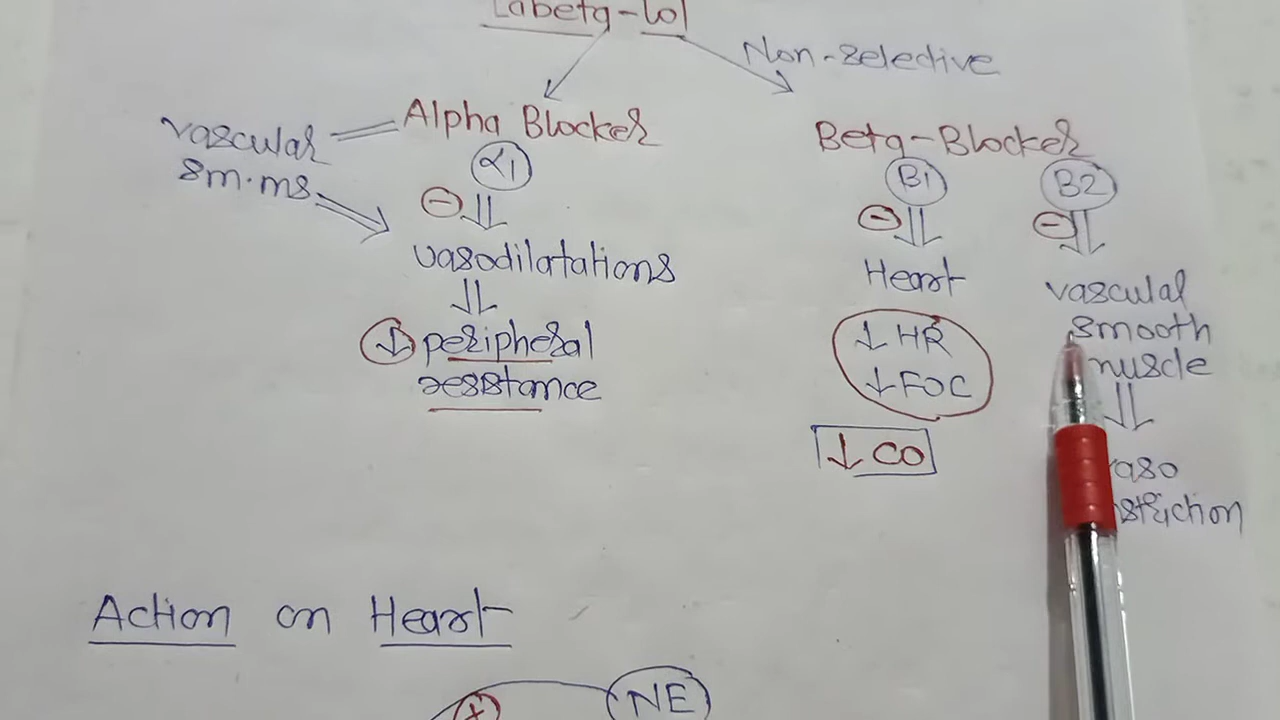 Labeta-lol
Non-selective
Alpha Blocker
vascular
sm.ms
α1
-
vasodilatations
↓ peripheral
resistance
Beta-Blocker
B1
B2
-
-
Heart
↓ HR
↓ FOC
↓ CO
vascular
smooth
muscle
Action on Heart
+
NE